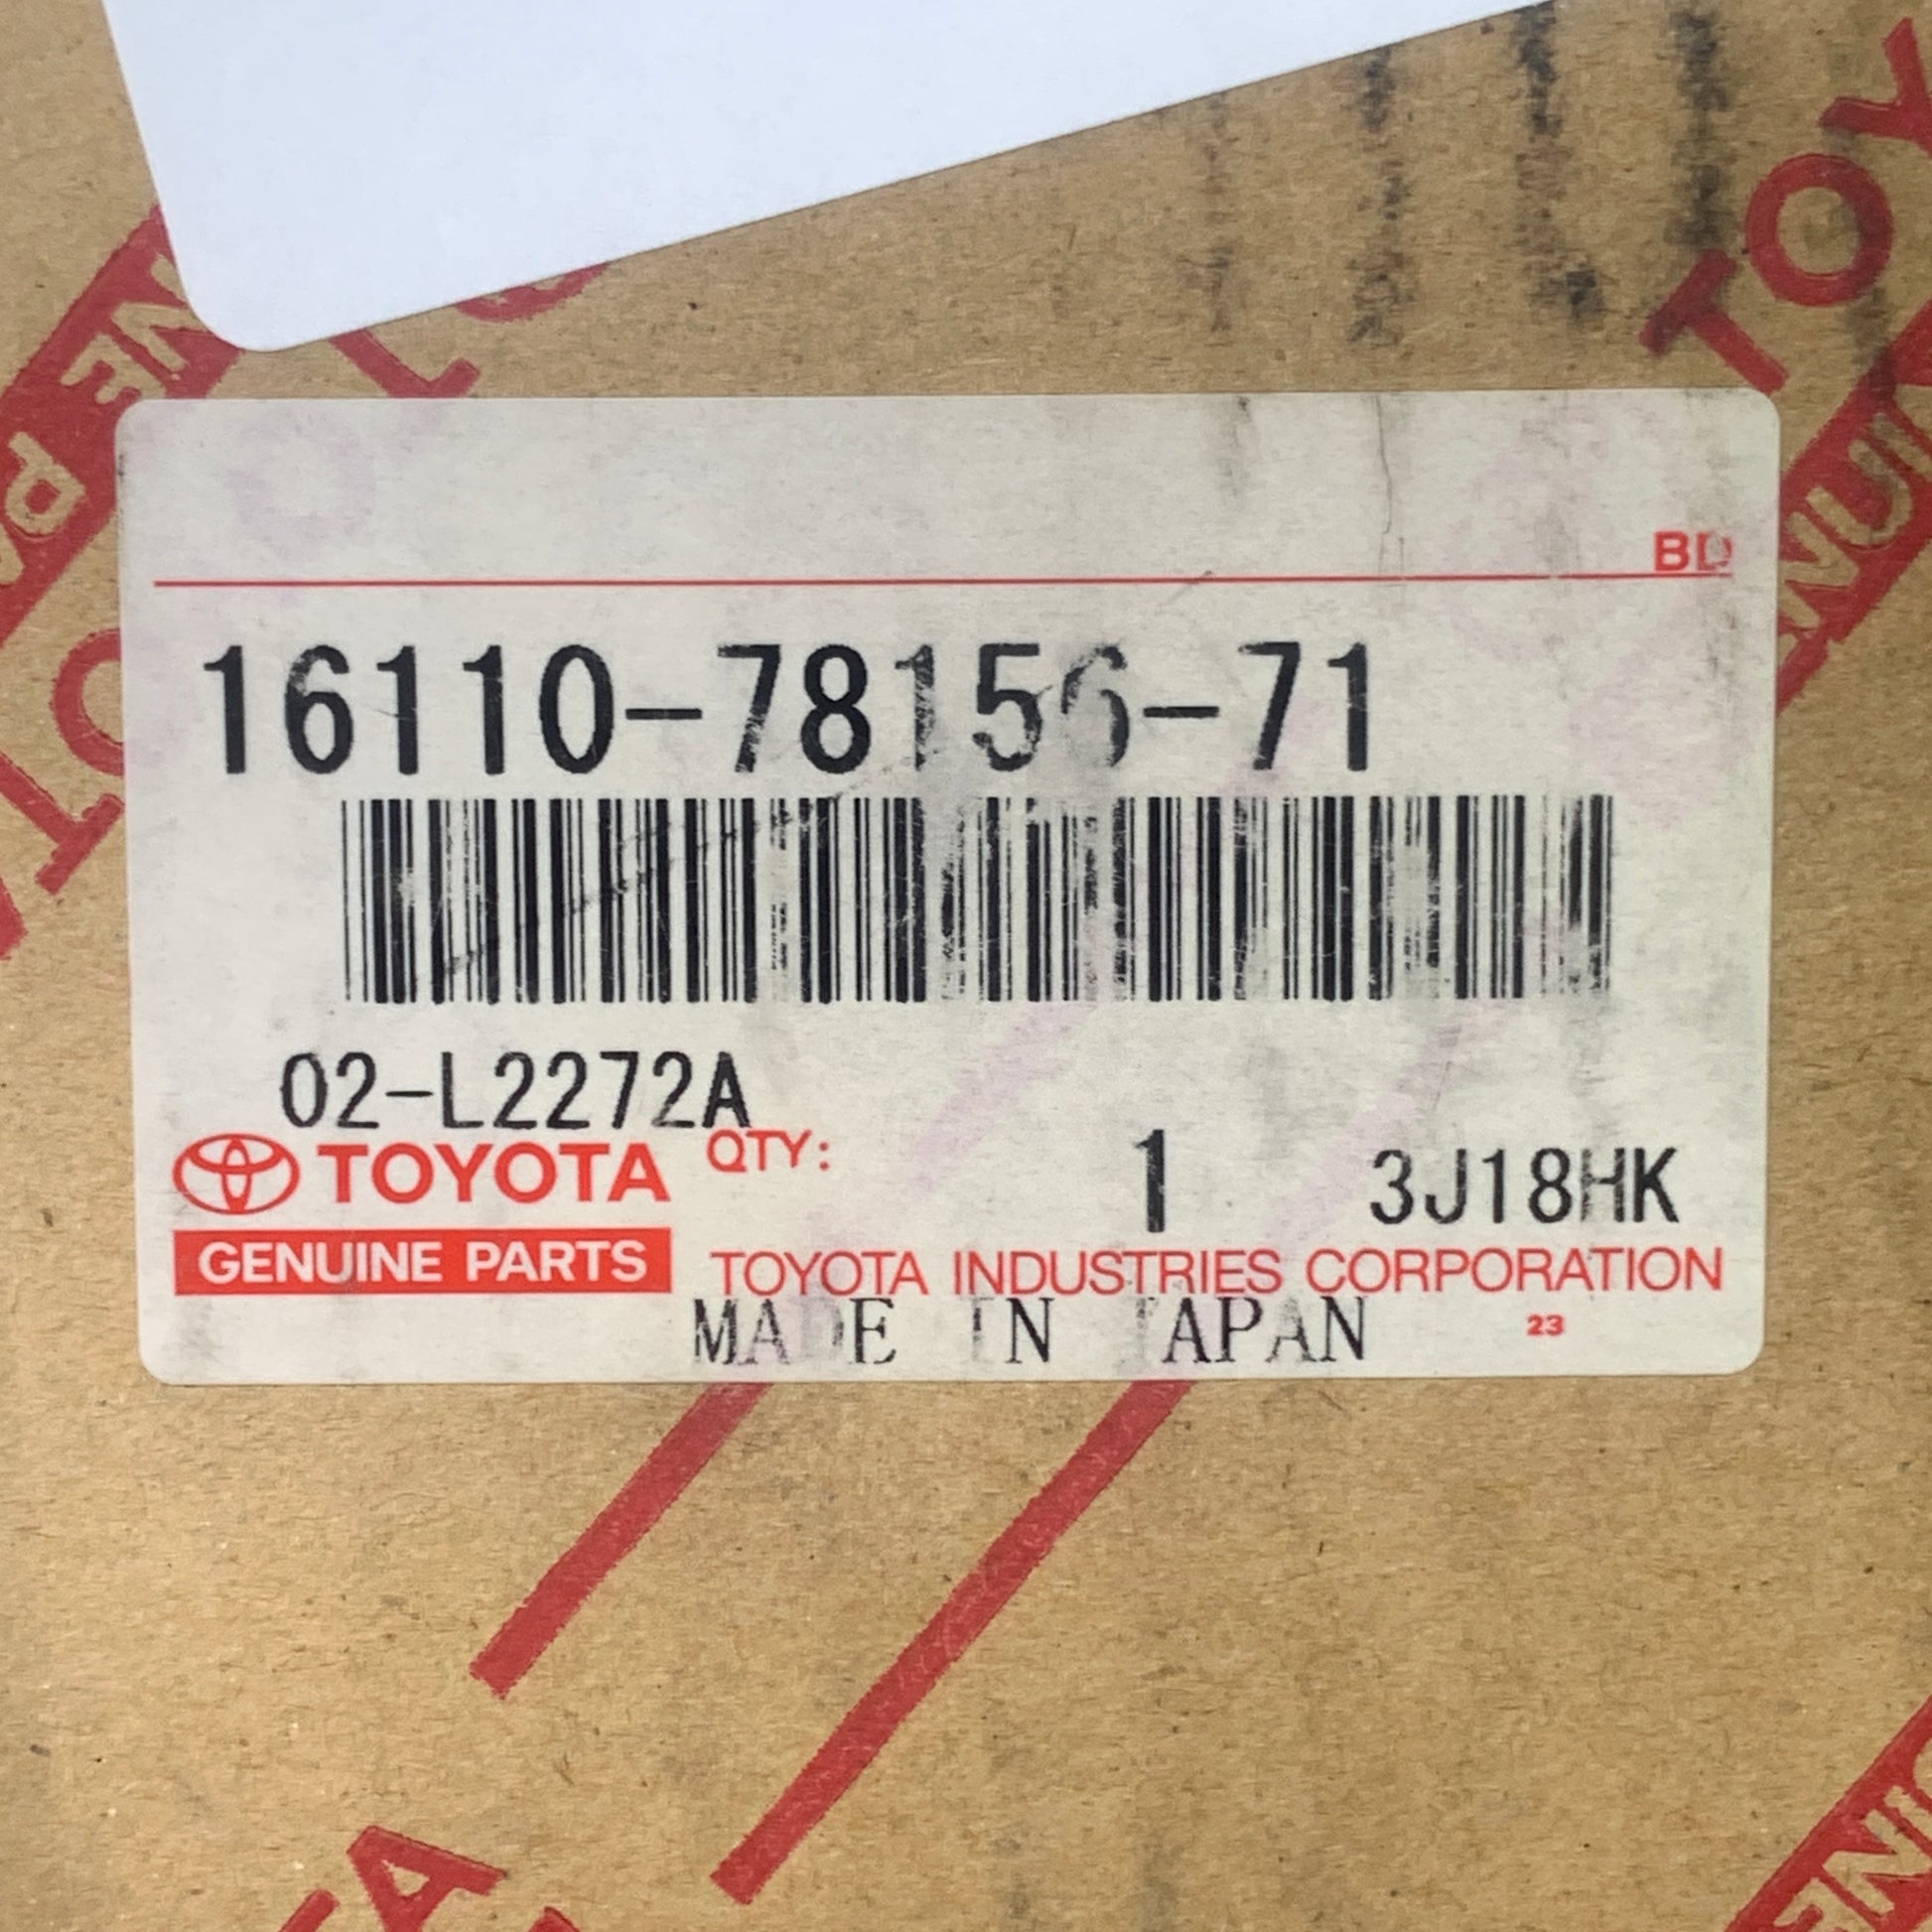 BD
16110-78156-71
02-L2272A
TOYOTA QTY: 1 3J18HK
GENUINE PARTS TOYOTA INDUSTRIES CORPORATION
MADE IN JAPAN 23